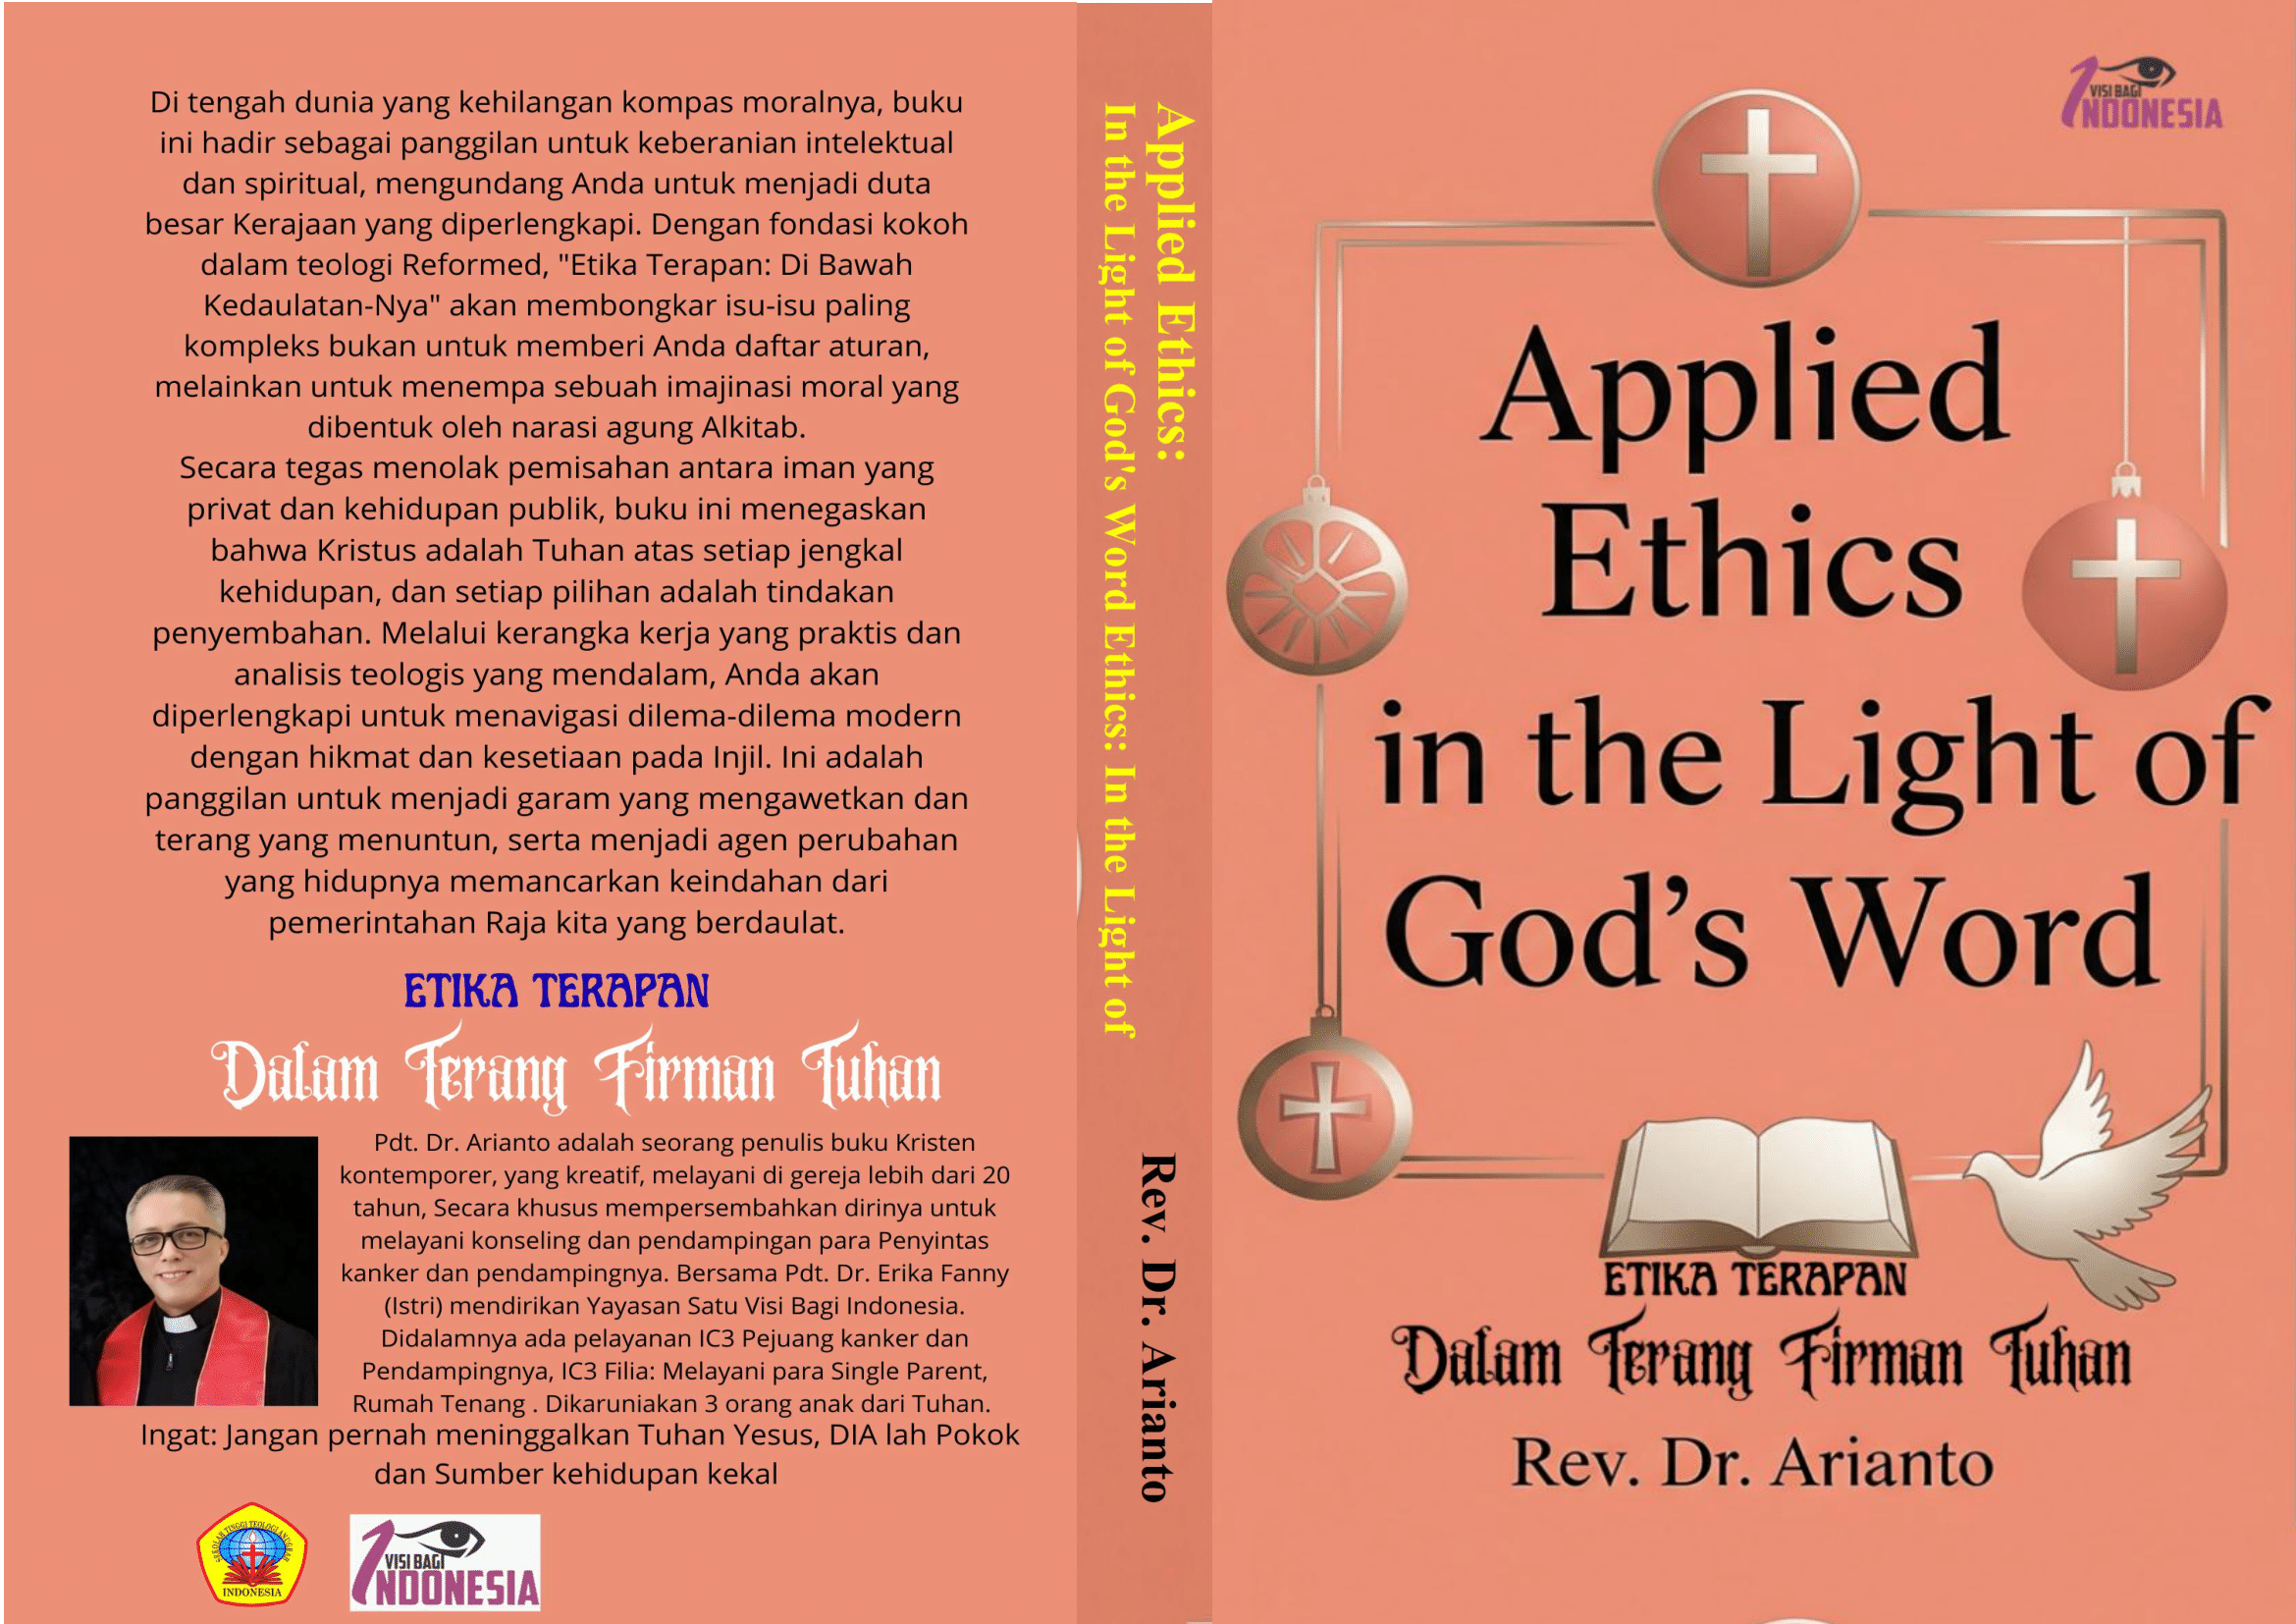 Di tengah dunia yang kehilangan kompas moralnya, buku
ini hadir sebagai panggilan untuk keberanian intelektual
dan spiritual, mengundang Anda untuk menjadi duta
besar Kerajaan yang diperlengkapi. Dengan fondasi kokoh
dalam teologi Reformed, "Etika Terapan: Di Bawah
Kedaulatan-Nya" akan membongkar isu-isu paling
kompleks bukan untuk memberi Anda daftar aturan,
melainkan untuk menempa sebuah imajinasi moral yang
dibentuk oleh narasi agung Alkitab.
Secara tegas menolak pemisahan antara iman yang
privat dan kehidupan publik, buku ini menegaskan
bahwa Kristus adalah Tuhan atas setiap jengkal
kehidupan, dan setiap pilihan adalah tindakan
penyembahan. Melalui kerangka kerja yang praktis dan
analisis teologis yang mendalam, Anda akan
diperlengkapi untuk menavigasi dilema-dilema modern
dengan hikmat dan kesetiaan pada Injil. Ini adalah
panggilan untuk menjadi garam yang mengawetkan dan
terang yang menuntun, serta menjadi agen perubahan
yang hidupnya memancarkan keindahan dari
pemerintahan Raja kita yang berdaulat.
ETIKA TERAPAN
Dalam Terang Firman Tuhan
Pdt. Dr. Arianto adalah seorang penulis buku Kristen
kontemporer, yang kreatif, melayani di gereja lebih dari 20
tahun, Secara khusus mempersembahkan dirinya untuk
melayani konseling dan pendampingan para Penyintas
kanker dan pendampingnya. Bersama Pdt. Dr. Erika Fanny
(Istri) mendirikan Yayasan Satu Visi Bagi Indonesia.
Didalamnya ada pelayanan IC3 Pejuang kanker dan
Pendampingnya, IC3 Filia: Melayani para Single Parent,
Rumah Tenang . Dikaruniakan 3 orang anak dari Tuhan.
Ingat: Jangan pernah meninggalkan Tuhan Yesus, DIA lah Pokok
dan Sumber kehidupan kekal
SEKOLAH TINGGI TEOLOGI ANUGRAH
INDONESIA
1 VISI BAGI
INDONESIA
Applied Ethics:
In the Light of God's Word Ethics: In the Light of
Rev. Dr. Arianto
1 VISI BAGI
INDONESIA
Applied
Ethics
in the Light of
God’s Word
ETIKA TERAPAN
Dalam Terang Firman Tuhan
Rev. Dr. Arianto